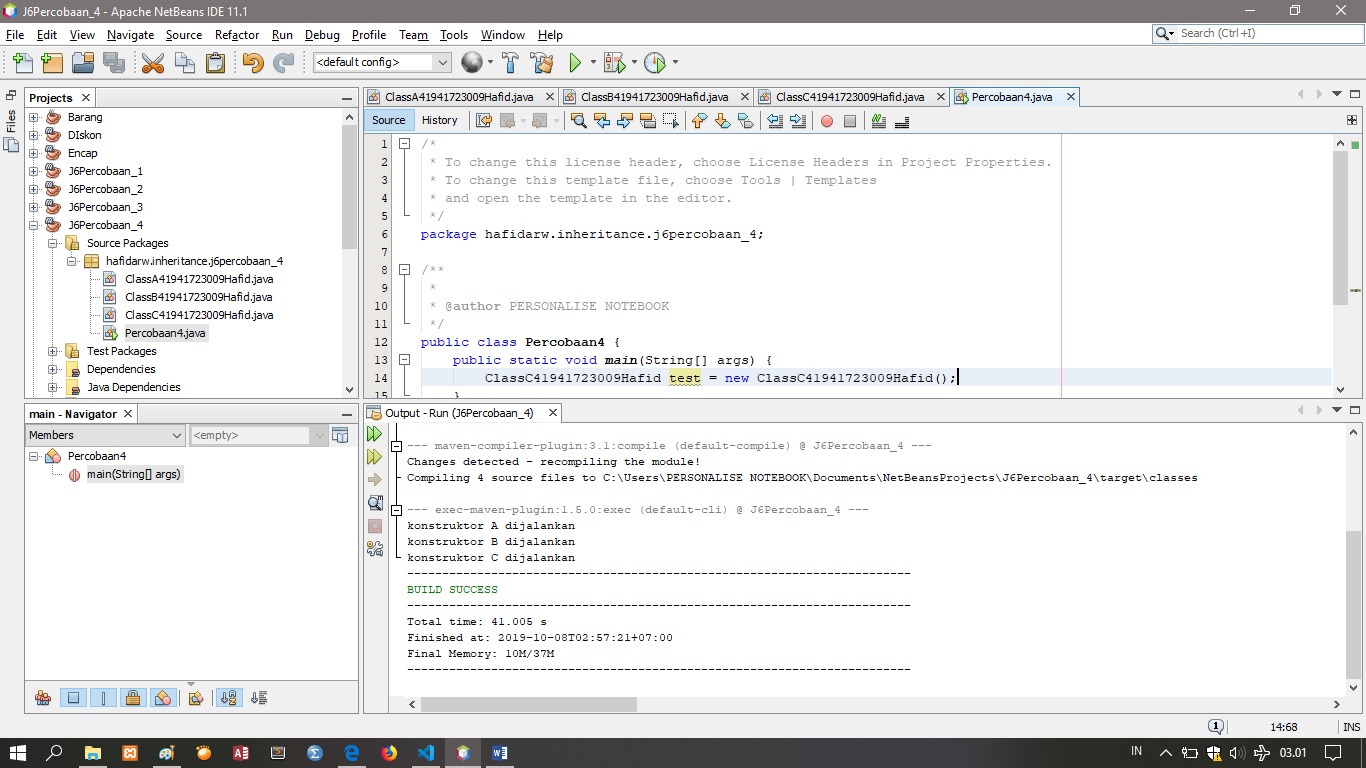 J6Percobaan_4 - Apache NetBeans IDE 11.1
File Edit View Navigate Source Refactor Run Debug Profile Team Tools Window Help
Search (Ctrl +I)
<default config>
Files
Projects
Barang
DIskon
Encap
J6Percobaan_1
J6Percobaan_2
J6Percobaan_3
J6Percobaan_4
Source Packages
hafidarw.inheritance.j6percobaan_4
ClassA41941723009Hafid.java
ClassB41941723009Hafid.java
ClassC41941723009Hafid.java
Percobaan4.java
Test Packages
Dependencies
Java Dependencies
main - Navigator
Members
<empty>
Percobaan4
main(String[] args)
ClassA41941723009Hafid.java ClassB41941723009Hafid.java ClassC41941723009Hafid.java Percobaan4.java
Source History
1 /*
2 * To change this license header, choose License Headers in Project Properties.
3 * To change this template file, choose Tools | Templates
4 * and open the template in the editor.
5 */
6 package hafidarw.inheritance.j6percobaan_4;
7
8 /**
9 *
10 * @author PERSONALISE NOTEBOOK
11 */
12 public class Percobaan4 {
13 public static void main(String[] args) {
14 ClassC41941723009Hafid test = new ClassC41941723009Hafid();
15 }
Output - Run (J6Percobaan_4)
--- maven-compiler-plugin:3.1:compile (default-compile) @ J6Percobaan_4 ---
Changes detected - recompiling the module!
Compiling 4 source files to C:\Users\PERSONALISE NOTEBOOK\Documents\NetBeansProjects\J6Percobaan_4\target\classes
--- exec-maven-plugin:1.5.0:exec (default-cli) @ J6Percobaan_4 ---
konstruktor A dijalankan
konstruktor B dijalankan
konstruktor C dijalankan
------------------------------------------------------------------------
BUILD SUCCESS
------------------------------------------------------------------------
Total time: 41.005 s
Finished at: 2019-10-08T02:57:21+07:00
Final Memory: 10M/37M
------------------------------------------------------------------------
1
14:68
INS
IN
03.01